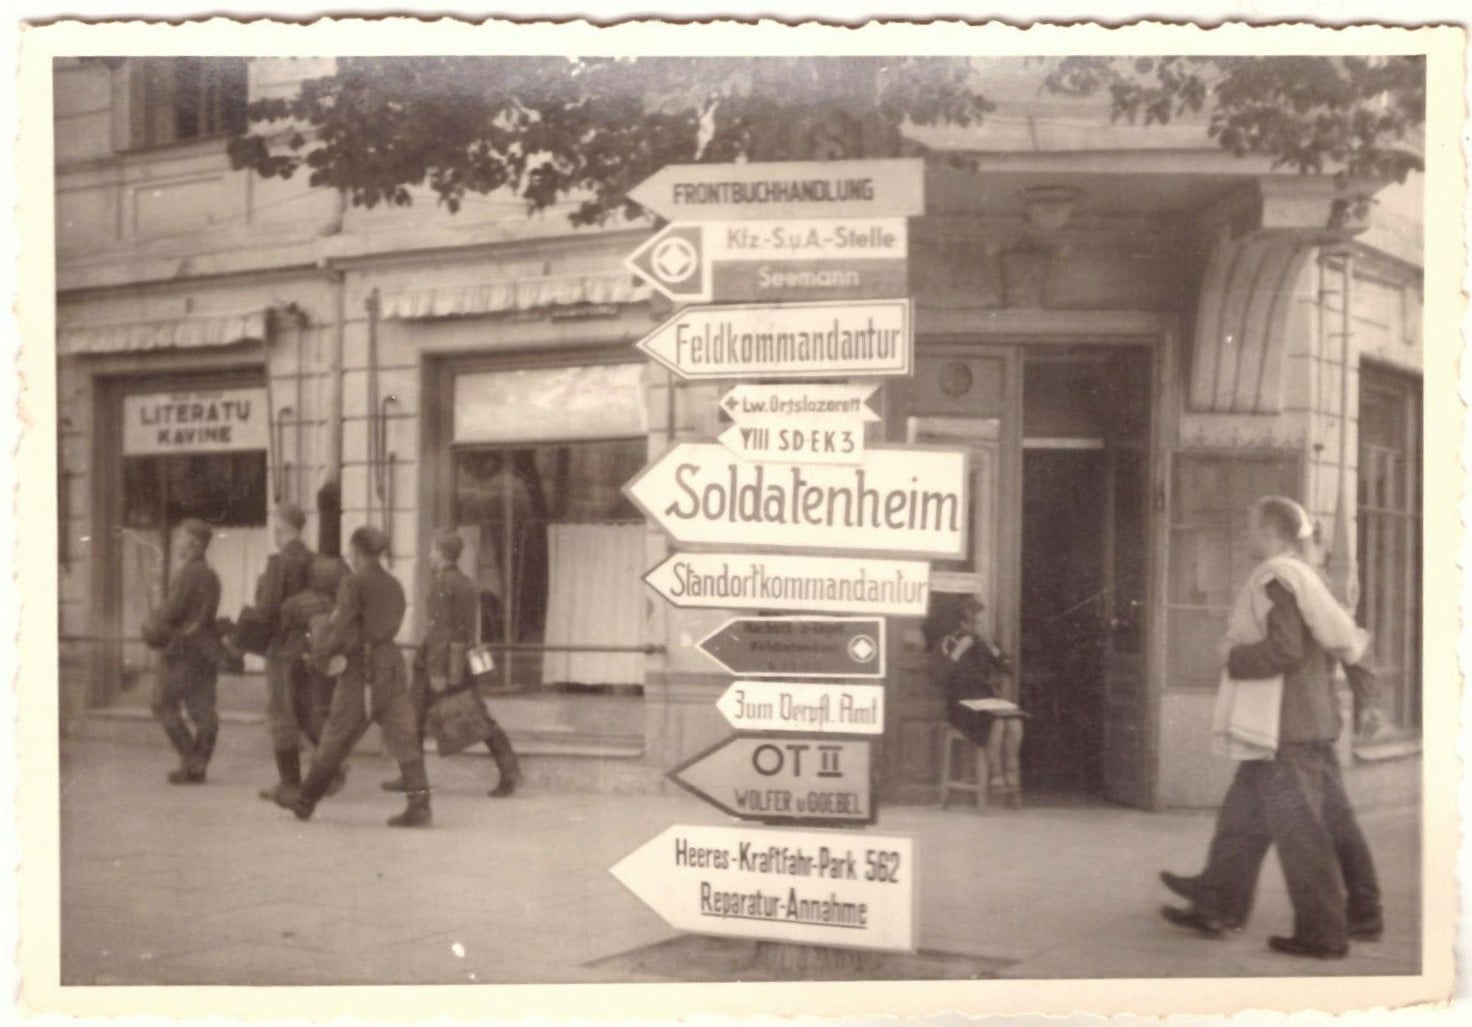 LITERATŲ
KAVINE
FRONTBUCHHANDLUNG
Kfz.-S.u.A.-Stelle
Seemann
Feldkommandantur
Lw. Ortslazarett
VIII SD-EK 3
Soldatenheim
Standortkommandantur
Zum Verpfl. Amt
OT II
WOLFER u GOEBEL
Heeres-Kraftfahr-Park 562
Reparatur-Annahme